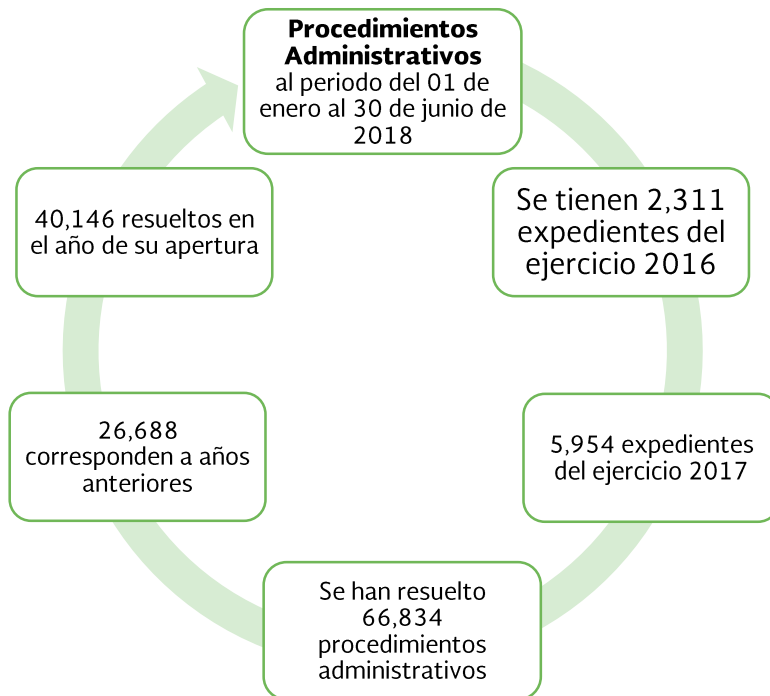 Procedimientos
Administrativos
al periodo del 01 de
enero al 30 de junio de
2018
Se tienen 2,311
expedientes del
ejercicio 2016
5,954 expedientes
del ejercicio 2017
Se han resuelto
66,834
procedimientos
administrativos
26,688
corresponden a años
anteriores
40,146 resueltos en
el año de su apertura